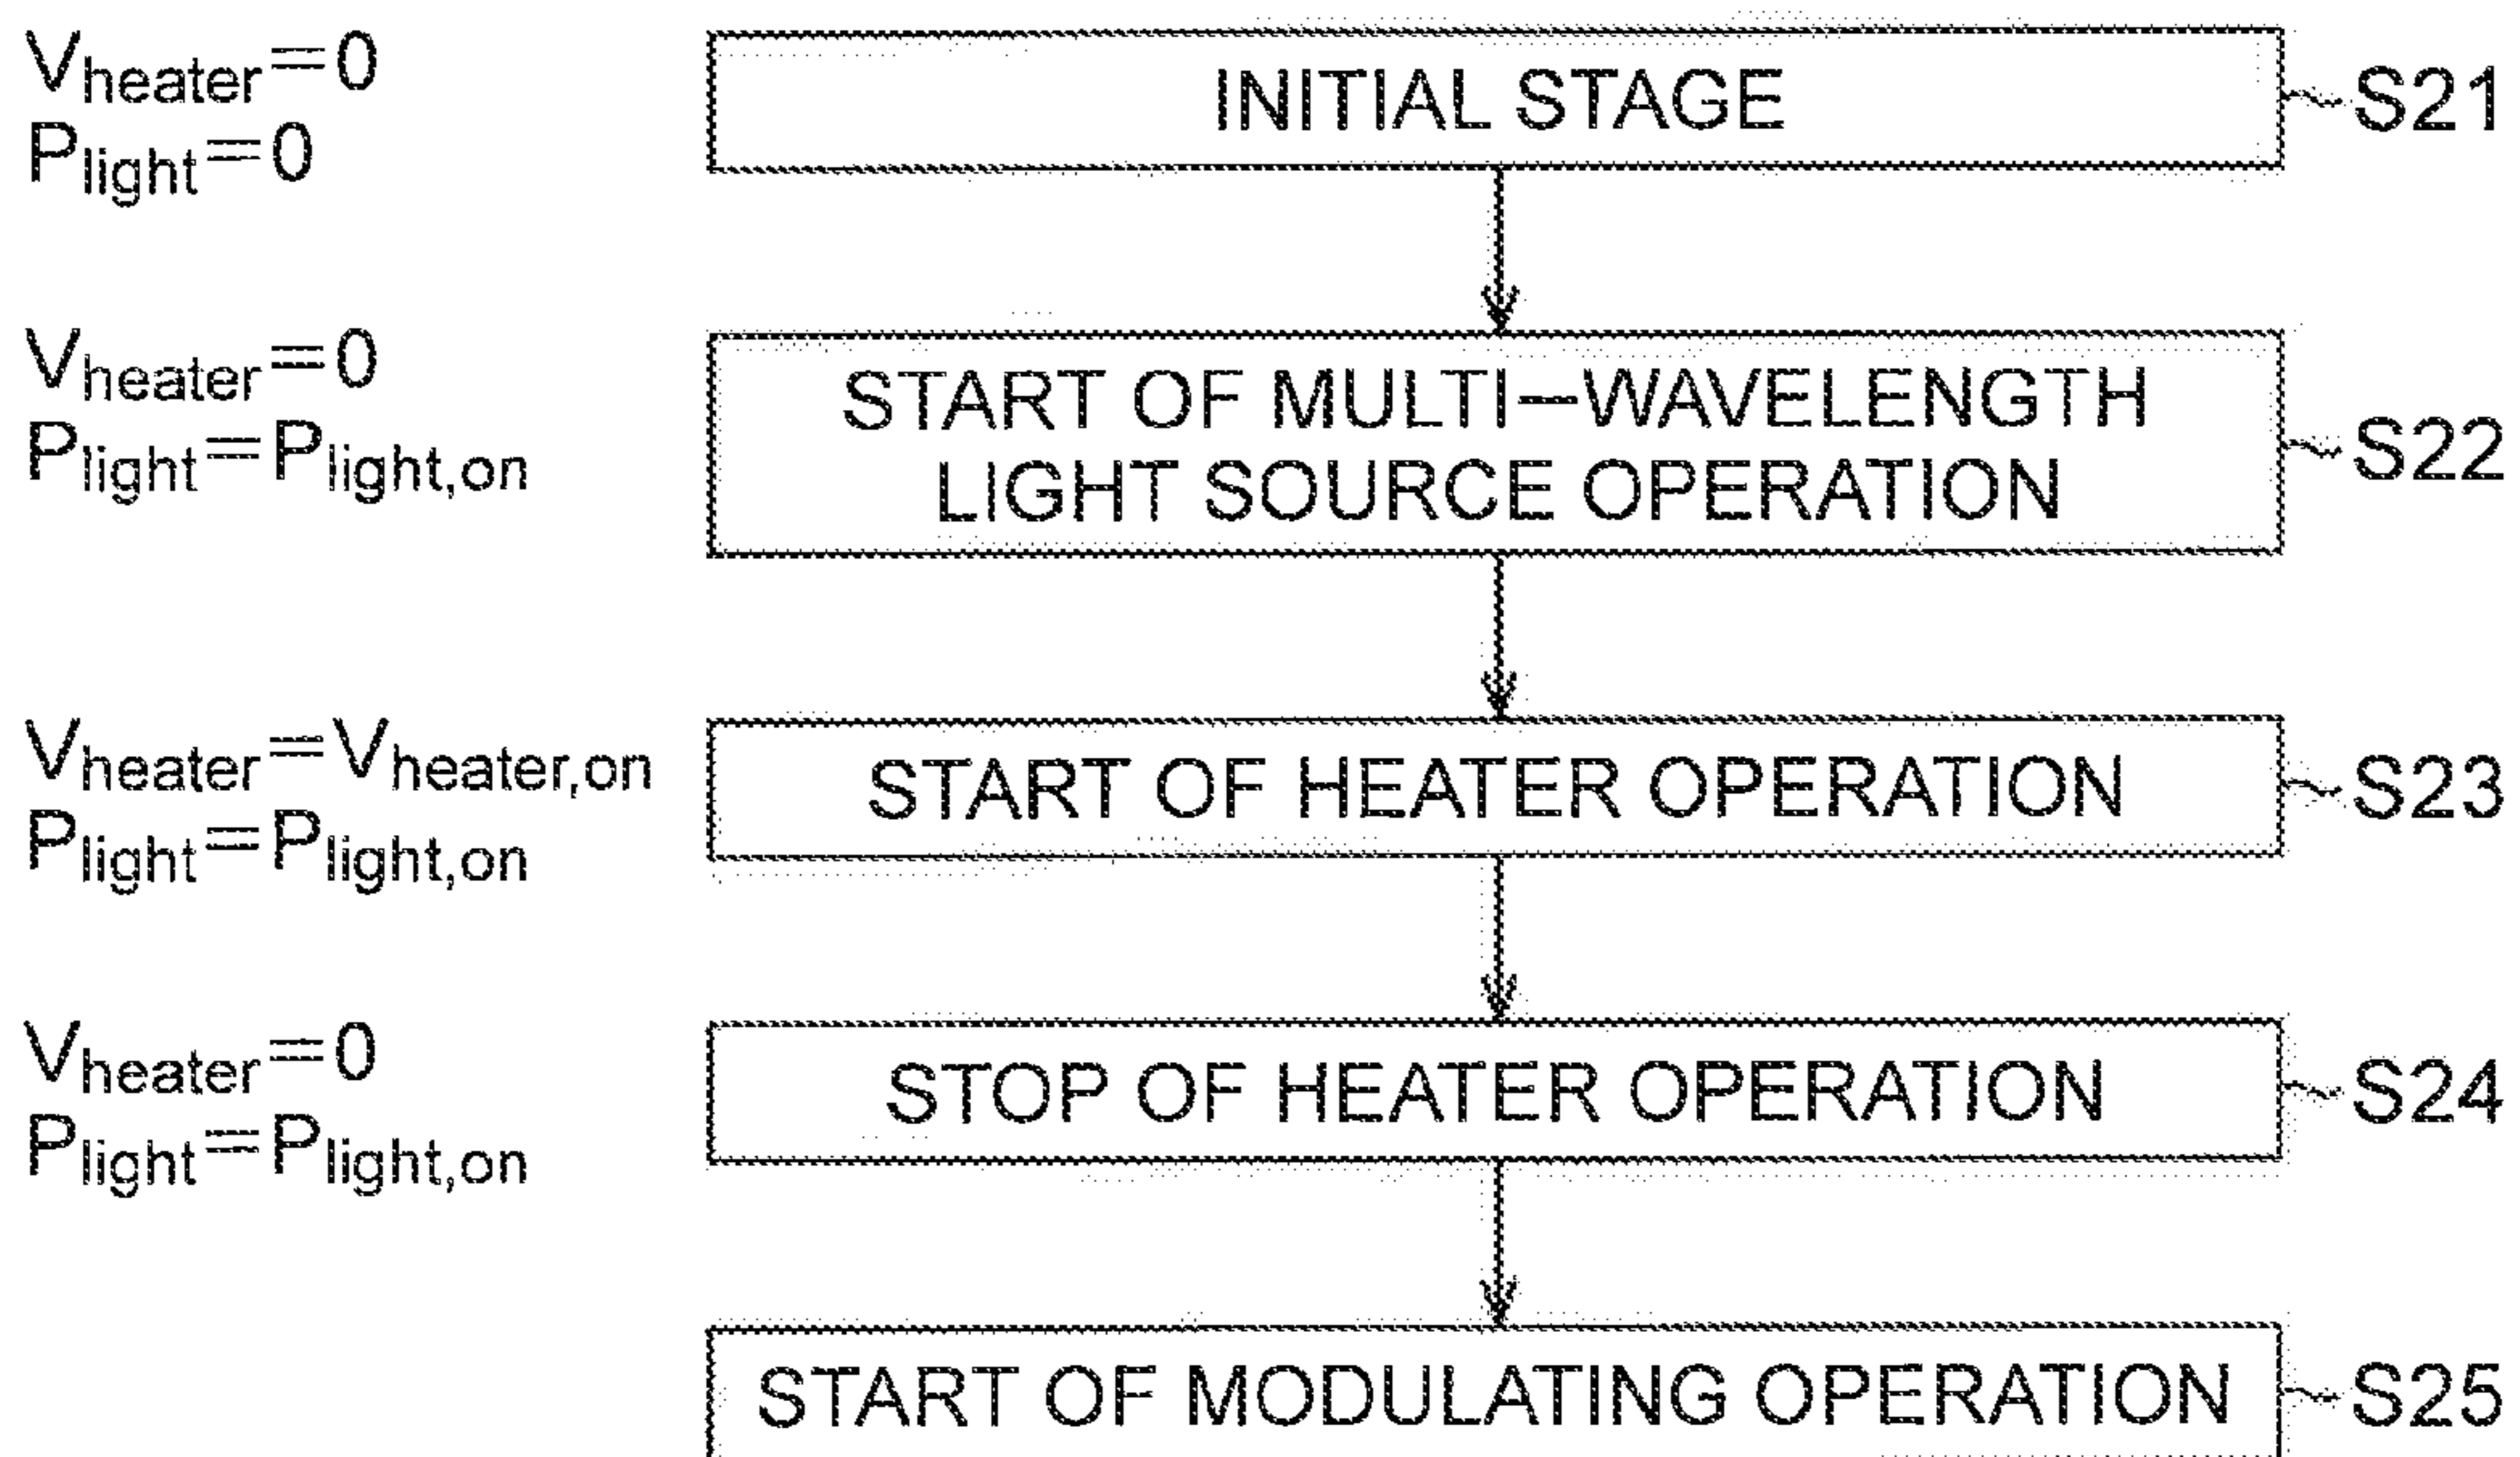 Vheater=0
Plight=0
INITIAL STAGE
S21
Vheater=0
Plight=Plight,on
START OF MULTI-WAVELENGTH
LIGHT SOURCE OPERATION
S22
Vheater=Vheater,on
Plight=Plight,on
START OF HEATER OPERATION
S23
Vheater=0
Plight=Plight,on
STOP OF HEATER OPERATION
S24
START OF MODULATING OPERATION
S25